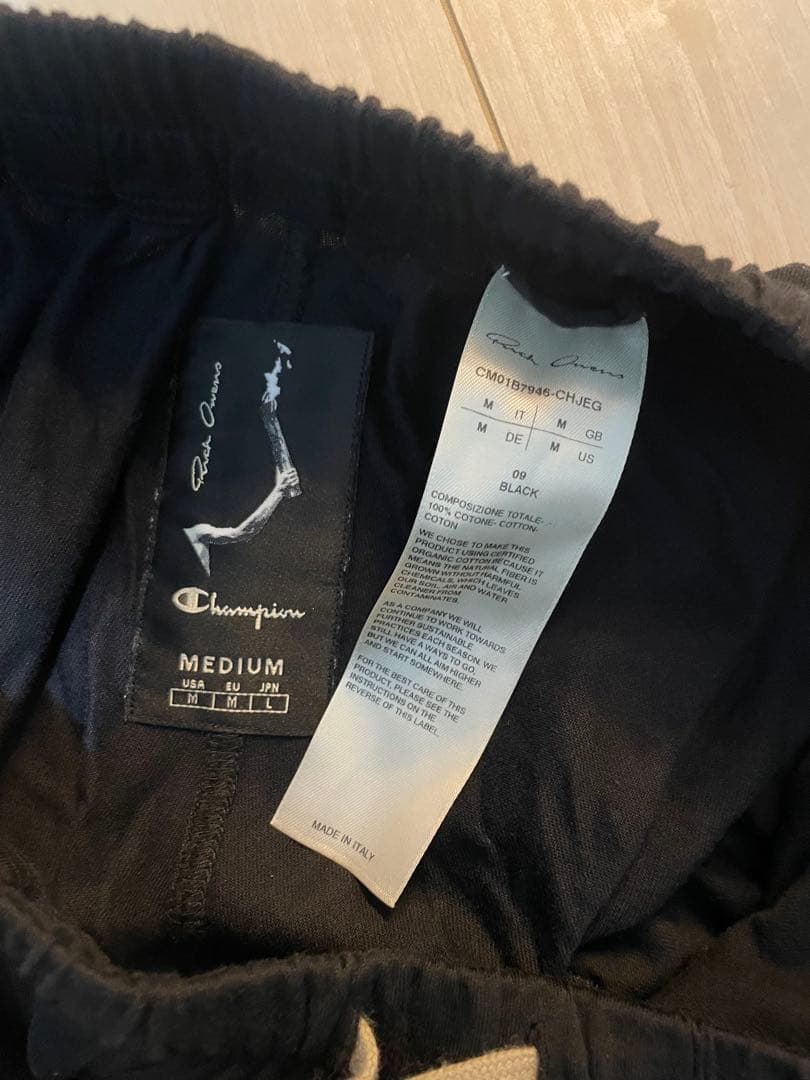 Rick Owens
Champion
MEDIUM
USA EU JPN
M M L
Rick Owens
CM01B7946-CHJEG
M IT M GB
M DE M US
09
BLACK
COMPOSIZIONE TOTALE-
100% COTONE- COTTON-
COTON
WE CHOSE TO MAKE THIS
PRODUCT USING CERTIFIED
ORGANIC COTTON BECAUSE IT
MEANS THE NATURAL FIBER IS
GROWN WITHOUT HARMFUL
CHEMICALS, WHICH LEAVES
OUR SOIL, AIR AND WATER
CLEANER FROM
CONTAMINATES.
AS A COMPANY WE WILL
CONTINUE TO WORK TOWARDS
FURTHER SUSTAINABLE
PRACTICES EACH SEASON. WE
STILL HAVE A WAYS TO GO
BUT WE CAN ALL AIM HIGHER
AND START SOMEWHERE.
FOR THE BEST CARE OF THIS
PRODUCT, PLEASE SEE THE
INSTRUCTIONS ON THE
REVERSE OF THIS LABEL.
MADE IN ITALY